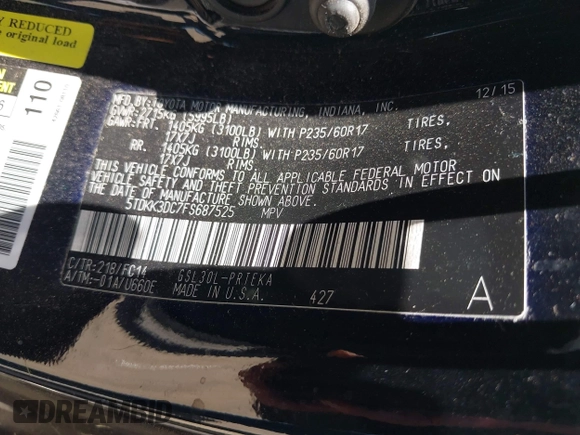 Y REDUCED
e original load
110
MFD.BY:TOYOTA MOTOR MANUFACTURING, INDIANA, INC. 12/15
GVWR: 2715KG (5995LB)
GAWR:FRT. 1405KG (3100LB) WITH P235/60R17 TIRES,
17X7J RIMS.
RR. 1405KG (3100LB) WITH P235/60R17 TIRES,
17X7J RIMS.
THIS VEHICLE CONFORMS TO ALL APPLICABLE FEDERAL MOTOR
VEHICLE SAFETY AND THEFT PREVENTION STANDARDS IN EFFECT ON
THE DATE OF MANUFACTURE SHOWN ABOVE.
5TDKK3DC7FS687525 MPV
C/TR:218/FC14 GSL30L-PRTEKA
A/TM:-01A/U660E MADE IN U.S.A. 427 A
DREAMBID